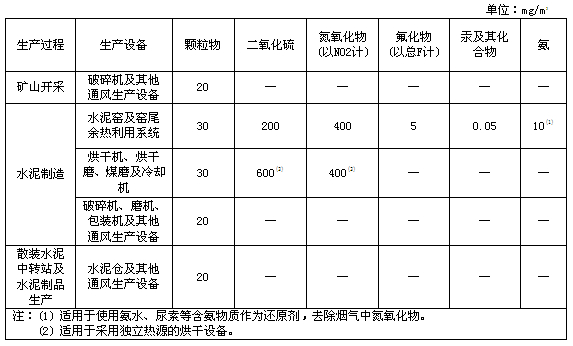 单位：mg/m³
生产过程 生产设备 颗粒物 二氧化硫 氮氧化物 (以NO2计) 氟化物 (以总F计) 汞及其化合物 氨
矿山开采 破碎机及其他通风生产设备 20 — — — — —
水泥制造 水泥窑及窑尾余热利用系统 30 200 400 5 0.05 10⁽¹⁾
烘干机、烘干磨、煤磨及冷却机 30 600⁽²⁾ 400⁽²⁾ — — —
破碎机、磨机、包装机及其他通风生产设备 20 — — — — —
散装水泥中转站及水泥制品生产 水泥仓及其他通风生产设备 20 — — — — —
注：(1) 适用于使用氨水、尿素等含氨物质作为还原剂，去除烟气中氮氧化物。
(2) 适用于采用独立热源的烘干设备。